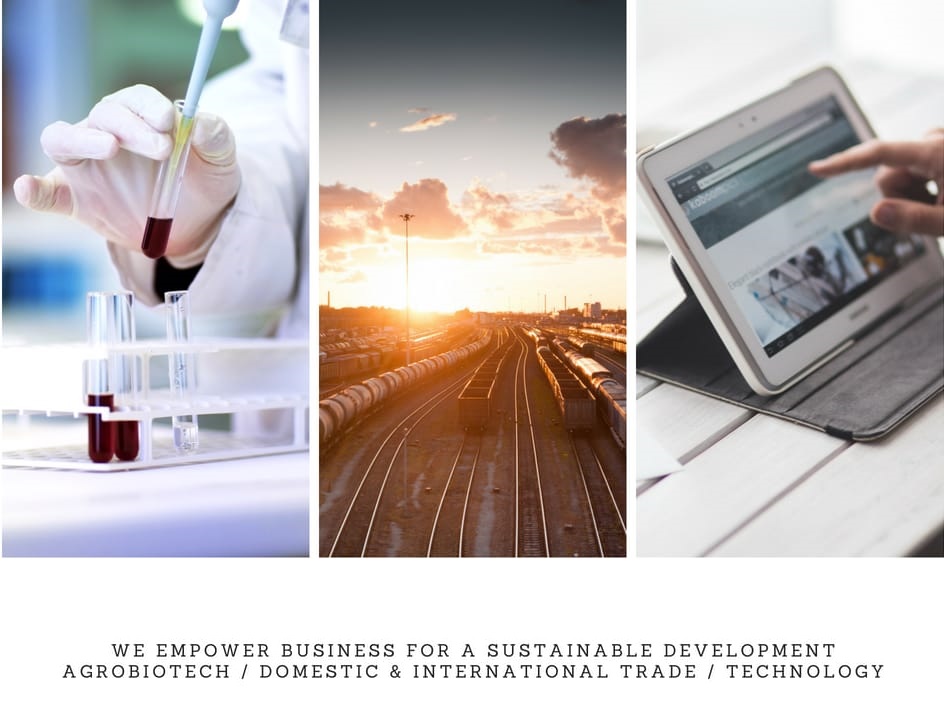 WE EMPOWER BUSINESS FOR A SUSTAINABLE DEVELOPMENT
AGROBIOTECH / DOMESTIC & INTERNATIONAL TRADE / TECHNOLOGY